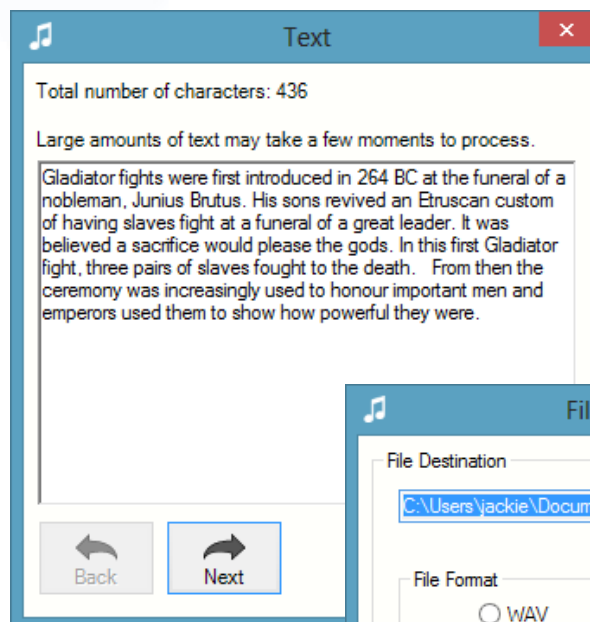 Text
Total number of characters: 436
Large amounts of text may take a few moments to process.
Gladiator fights were first introduced in 264 BC at the funeral of a
nobleman, Junius Brutus. His sons revived an Etruscan custom
of having slaves fight at a funeral of a great leader. It was
believed a sacrifice would please the gods. In this first Gladiator
fight, three pairs of slaves fought to the death.   From then the
ceremony was increasingly used to honour important men and
emperors used them to show how powerful they were.
Back
Next
File Destination
C:\Users\jackie\Docum
File Format
WAV